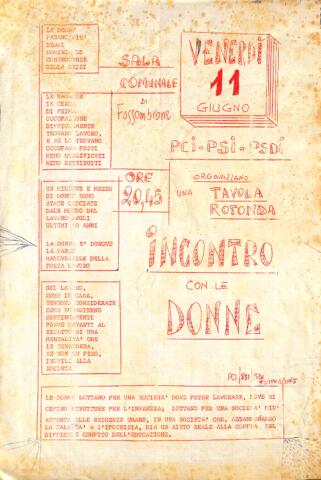 LE DONNE
PAGANO PIU'
DEGLI
UOMINI LE
CONSEGUENZE
DELLA CRISI
LE RAGAZZE
IN CERCA
DI PRIMA
OCCUPAZIONE
DIFFICILMENTE
TROVANO LAVORO,
E SE LO TROVANO
OCCUPANO POSTI
MENO QUALIFICATI
MENO RETRIBUITI
UN MILIONE E MEZZO
DI DONNE SONO
STATE CACCIATE
DAL MONDO DEL
LAVORO NEGLI
ULTIMI 10 ANNI
LA DONNA E' DUNQUE
LA PARTE
MANOVRABILE DELLA
FORZA LAVORO
NEL LAVORO,
COME IN CASA,
VENGONO CONSIDERATE
COME SUBALTERNE
CONTINUAMENTE
POSTE DAVANTI AL
RICATTO DI UNA
MENTALITA' CHE
LE CONSIDERA,
SE NON UN PESO,
INUTILI ALLA
SOCIETA'
SALA
COMUNALE
DI
Fossombrone
ORE
20,45
VENERDÍ
11
GIUGNO
PCI-PSI-PSDI
ORGANIZZANO
UNA TAVOLA
ROTONDA
INCONTRO
CON LE
DONNE
PCI PSI
LE DONNE LOTTANO PER UNA SOCIETA' DOVE POTER LAVORARE, DOVE SI
STRUTTURE PER L'INFANZIA; LOTTANO PER UNA SOCIETA' PIU'
ATTENTA ALLE ESIGENZE UMANE, IN UNA SOCIETA' CHE, ABBANDONANDO
LA FALSITA' E L'IPOCRISIA, DIA UN AIUTO REALE ALLA COPPIA NEL
DIFFICILE COMPITO DELL'EDUCAZIONE.